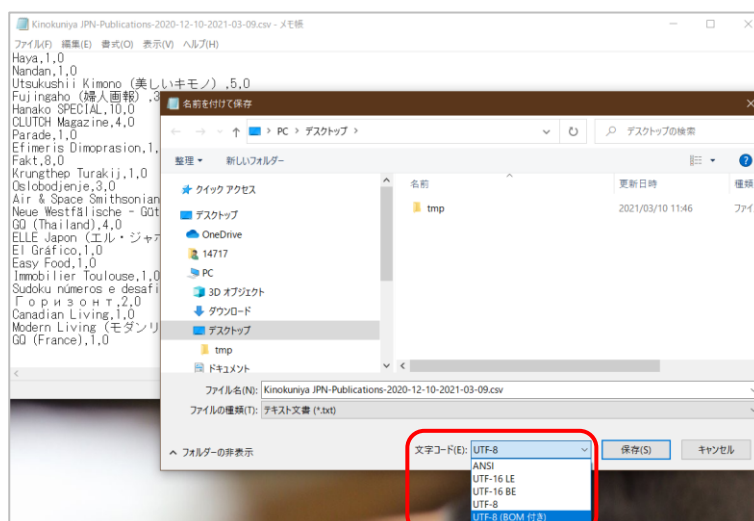 Kinokuniya JPN-Publications-2020-12-10-2021-03-09.csv - メモ帳
ファイル(F) 編集(E) 書式(O) 表示(V) ヘルプ(H)
Haya,1,0
Nandan,1,0
Utsukushii Kimono (美しいキモノ) ,5,0
Fujingaho (婦人画報) ,3
Hanako SPECIAL,10,0
CLUTCH Magazine,4,0
Parade,1,0
Efimeris Dimoprasion,1,
Fakt,8,0
Krungthep Turakij,1,0
Oslobodjenje,3,0
Air & Space Smithsonian
Neue Westfälische - Güt
GQ (Thailand),4,0
ELLE Japon (エル・ジャポ
El Gráfico,1,0
Easy Food,1,0
Immobilier Toulouse,1,0
Sudoku números e desafi
Горизонт,2,0
Canadian Living,1,0
Modern Living (モダンリ
GQ (France),1,0
名前を付けて保存
PC > デスクトップ >
デスクトップの検索
整理 新しいフォルダー
クイック アクセス
デスクトップ
OneDrive
14717
PC
3D オブジェクト
ダウンロード
デスクトップ
tmp
ドキュメント
名前 更新日時 種類
tmp 2021/03/10 11:46 ファイ
ファイル名(N): Kinokuniya JPN-Publications-2020-12-10-2021-03-09.csv
ファイルの種類(T): テキスト文書 (*.txt)
フォルダーの非表示
文字コード(E): UTF-8
保存(S) キャンセル
ANSI
UTF-16 LE
UTF-16 BE
UTF-8
UTF-8 (BOM 付き)